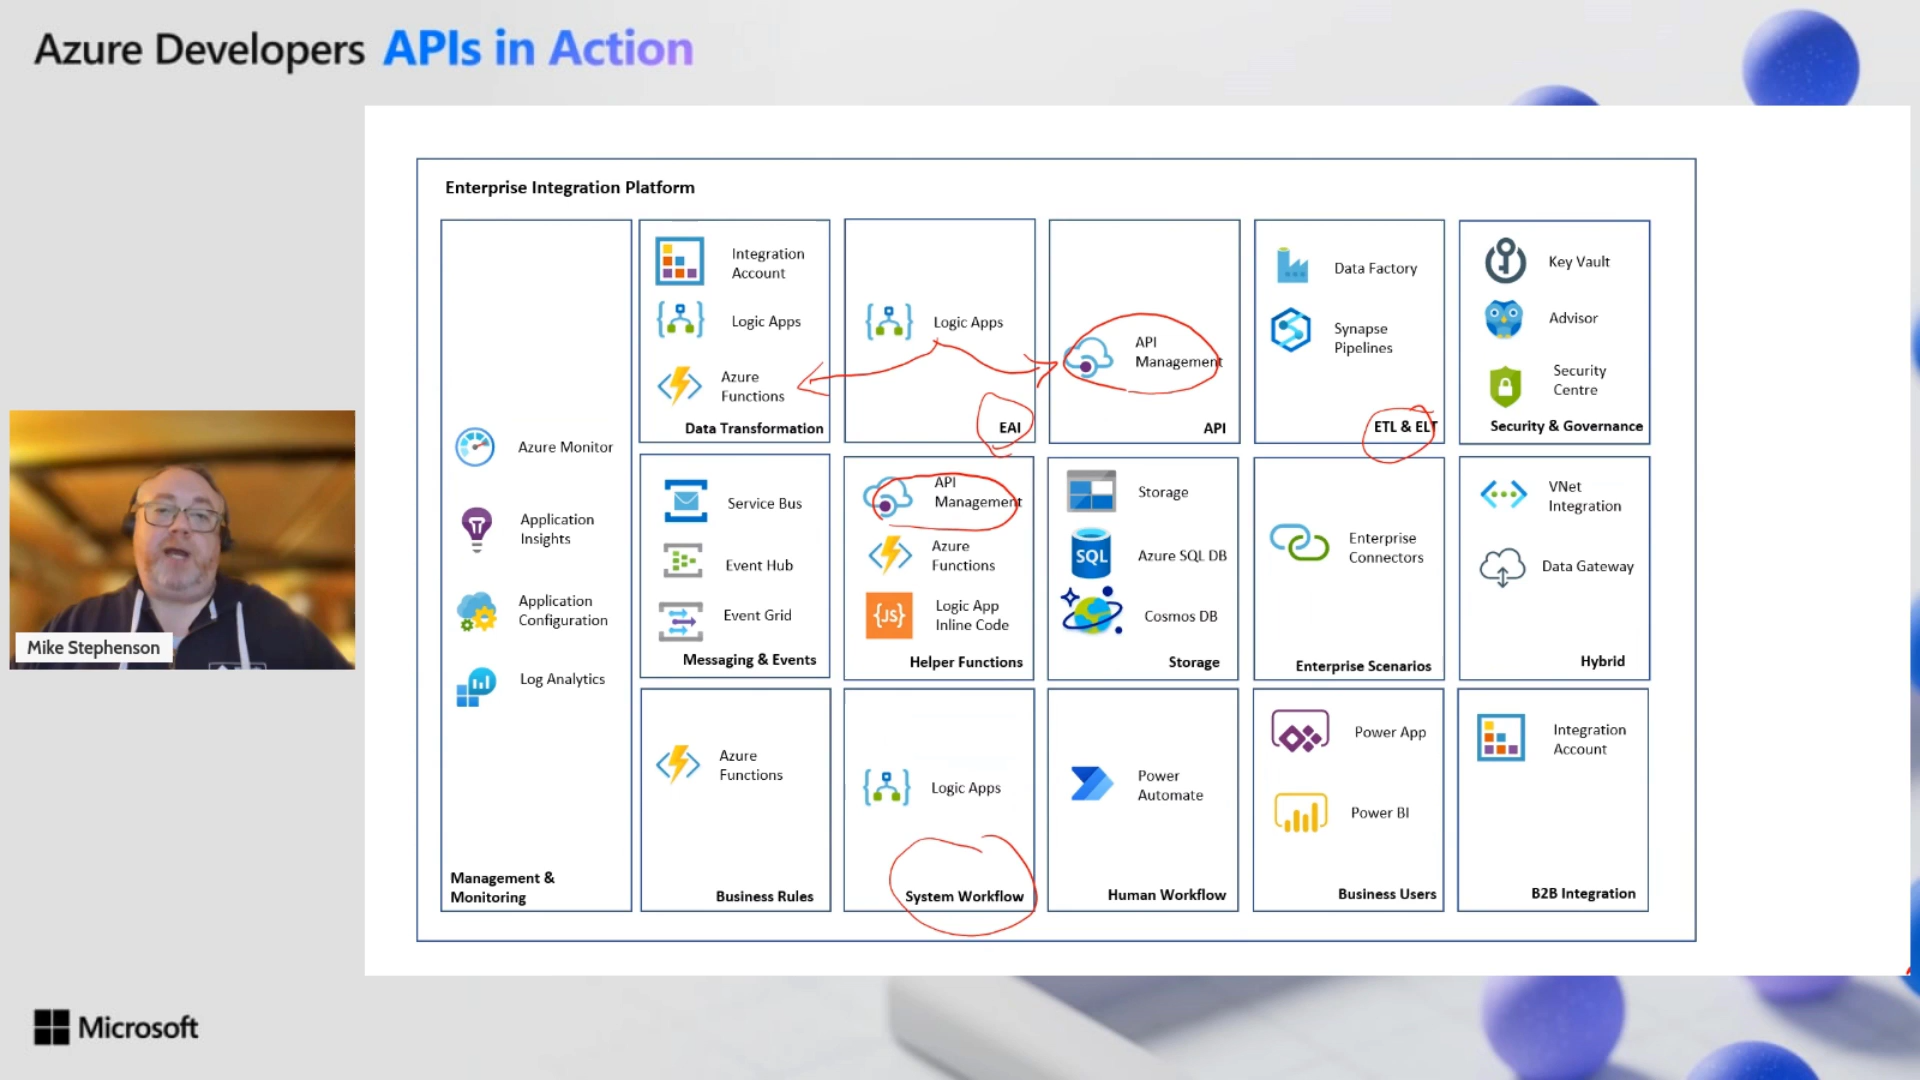 Azure Developers APIs in Action
Enterprise Integration Platform
Azure Monitor
Application
Insights
Application
Configuration
Log Analytics
Management &
Monitoring
Integration
Account
Logic Apps
Azure
Functions
Data Transformation
Logic Apps
EAI
API
Management
API
Data Factory
Synapse
Pipelines
ETL & ELT
Key Vault
Advisor
Security
Centre
Security & Governance
Service Bus
Event Hub
Event Grid
Messaging & Events
API
Management
Azure
Functions
{JS}
Logic App
Inline Code
Helper Functions
Storage
SQL
Azure SQL DB
Cosmos DB
Storage
Enterprise
Connectors
Enterprise Scenarios
VNet
Integration
Data Gateway
Hybrid
Azure
Functions
Business Rules
Logic Apps
System Workflow
Power
Automate
Human Workflow
Power App
Power BI
Business Users
Integration
Account
B2B Integration
Mike Stephenson
Microsoft